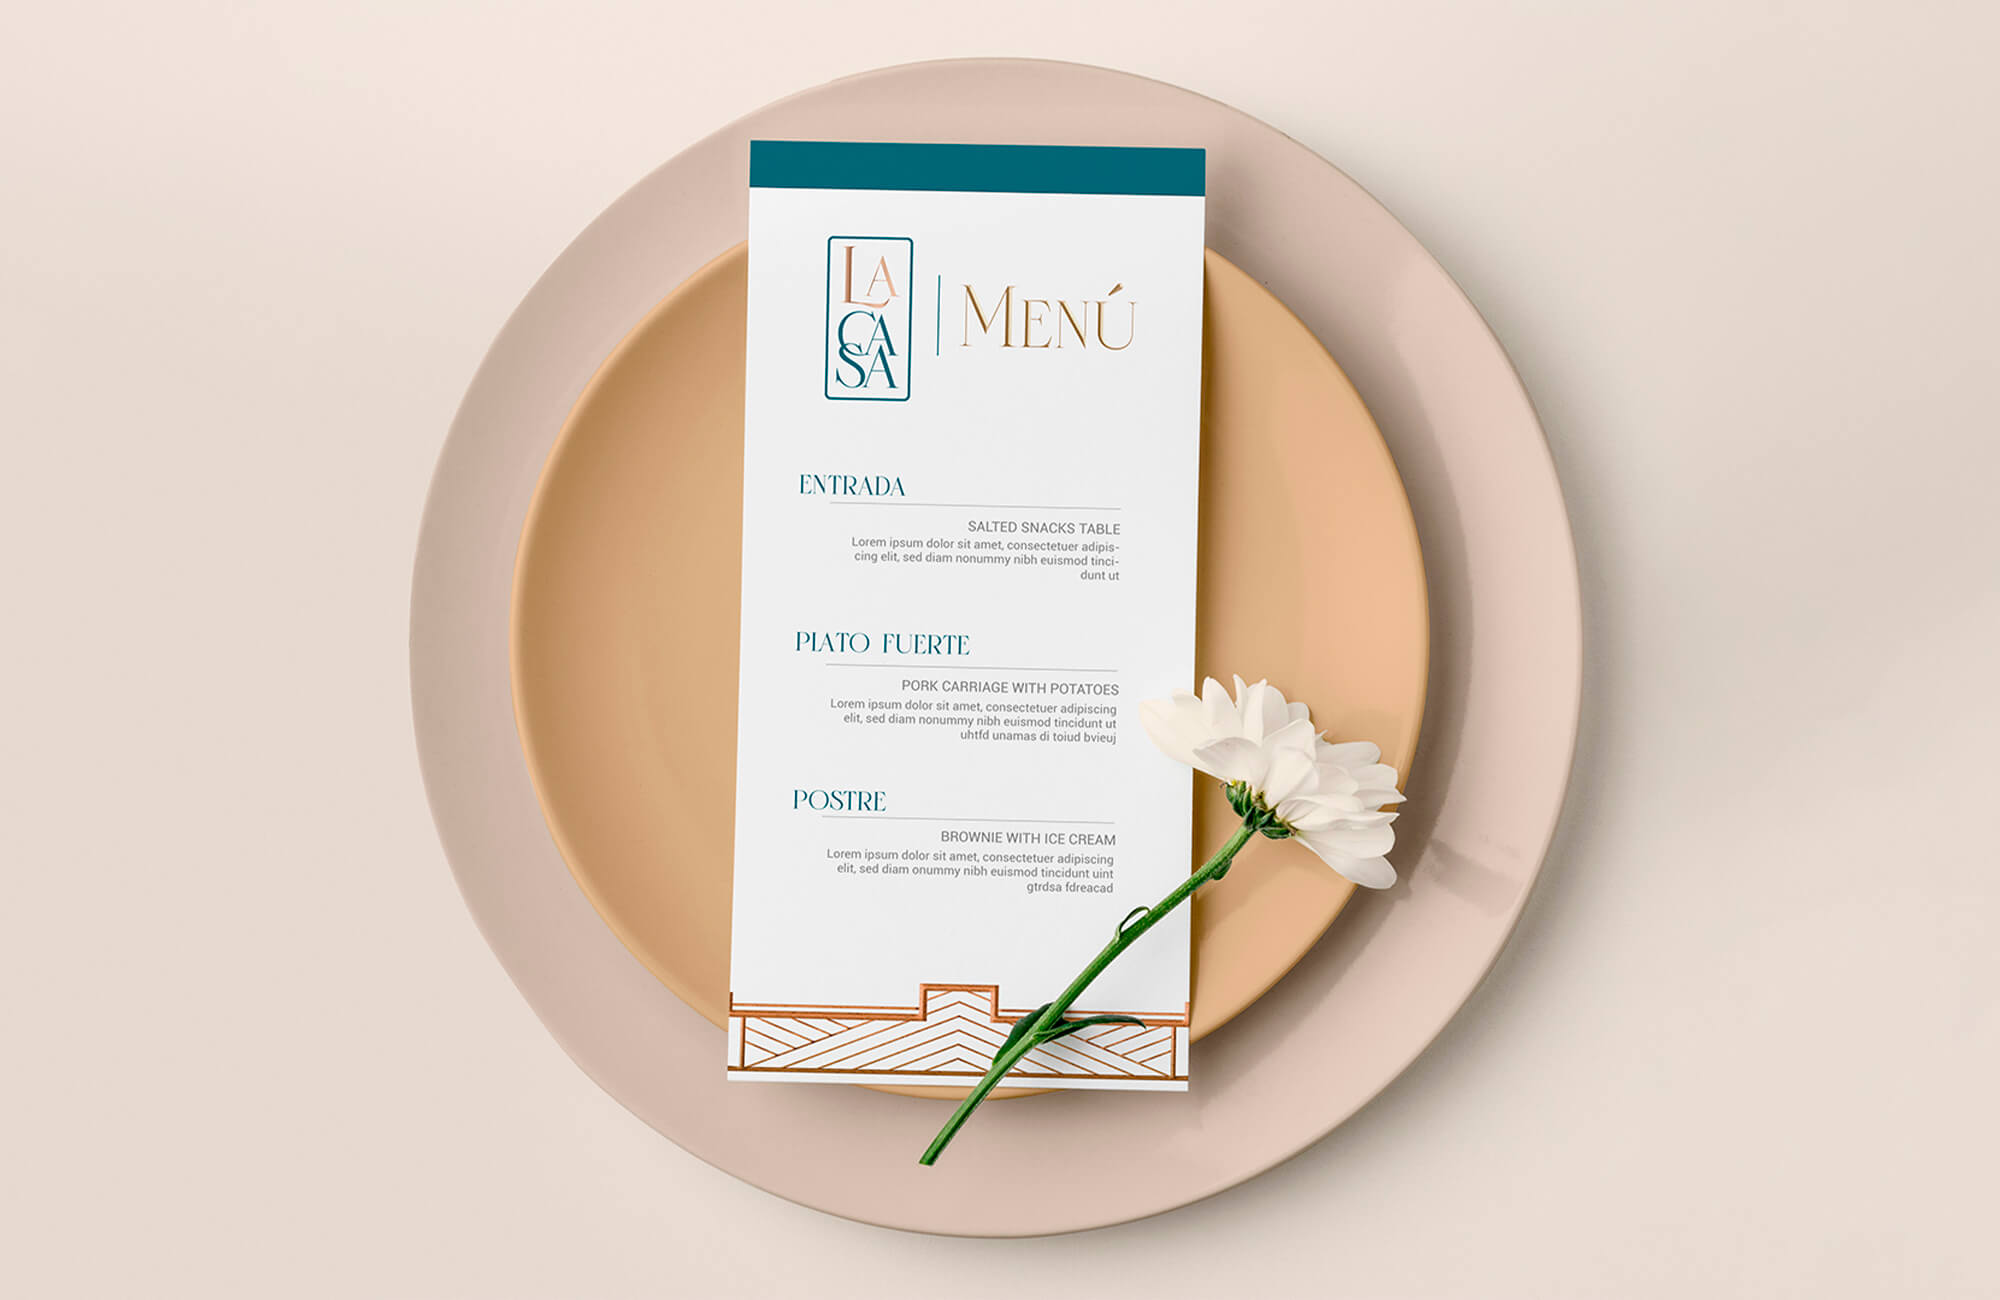 LA
CA
SA
MENÚ
ENTRADA
SALTED SNACKS TABLE
Lorem ipsum dolor sit amet, consectetuer adipis-
cing elit, sed diam nonummy nibh euismod tinci-
dunt ut
PLATO FUERTE
PORK CARRIAGE WITH POTATOES
Lorem ipsum dolor sit amet, consectetuer adipiscing
elit, sed diam nonummy nibh euismod tincidunt ut
uhtfd unamas di toiud bvieuj
POSTRE
BROWNIE WITH ICE CREAM
Lorem ipsum dolor sit amet, consectetuer adipiscing
elit, sed diam onummy nibh euismod tincidunt uint
gtrdsa fdreacad